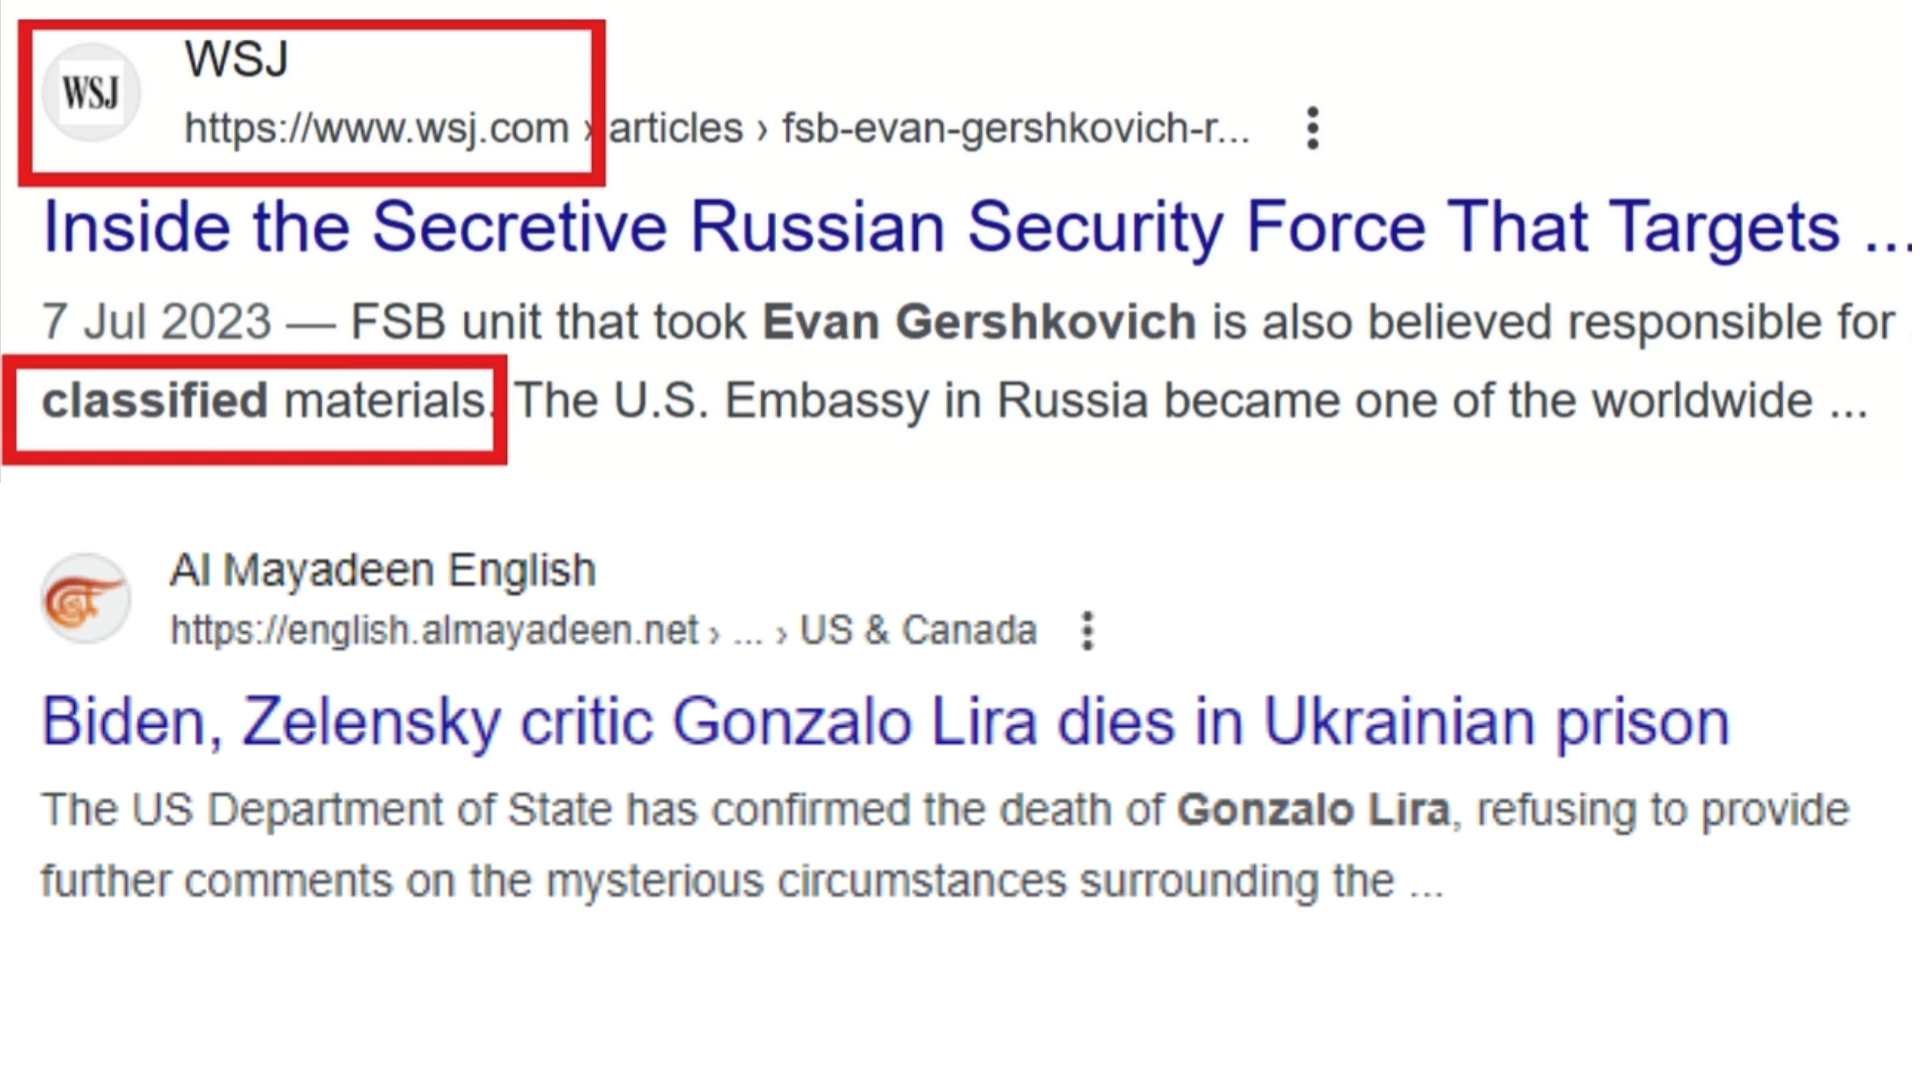 WSJ
WSJ
https://www.wsj.com › articles › fsb-evan-gershkovich-r...
Inside the Secretive Russian Security Force That Targets ...
7 Jul 2023 — FSB unit that took Evan Gershkovich is also believed responsible for
classified materials. The U.S. Embassy in Russia became one of the worldwide ...
Al Mayadeen English
https://english.almayadeen.net › ... › US & Canada
Biden, Zelensky critic Gonzalo Lira dies in Ukrainian prison
The US Department of State has confirmed the death of Gonzalo Lira, refusing to provide
further comments on the mysterious circumstances surrounding the ...